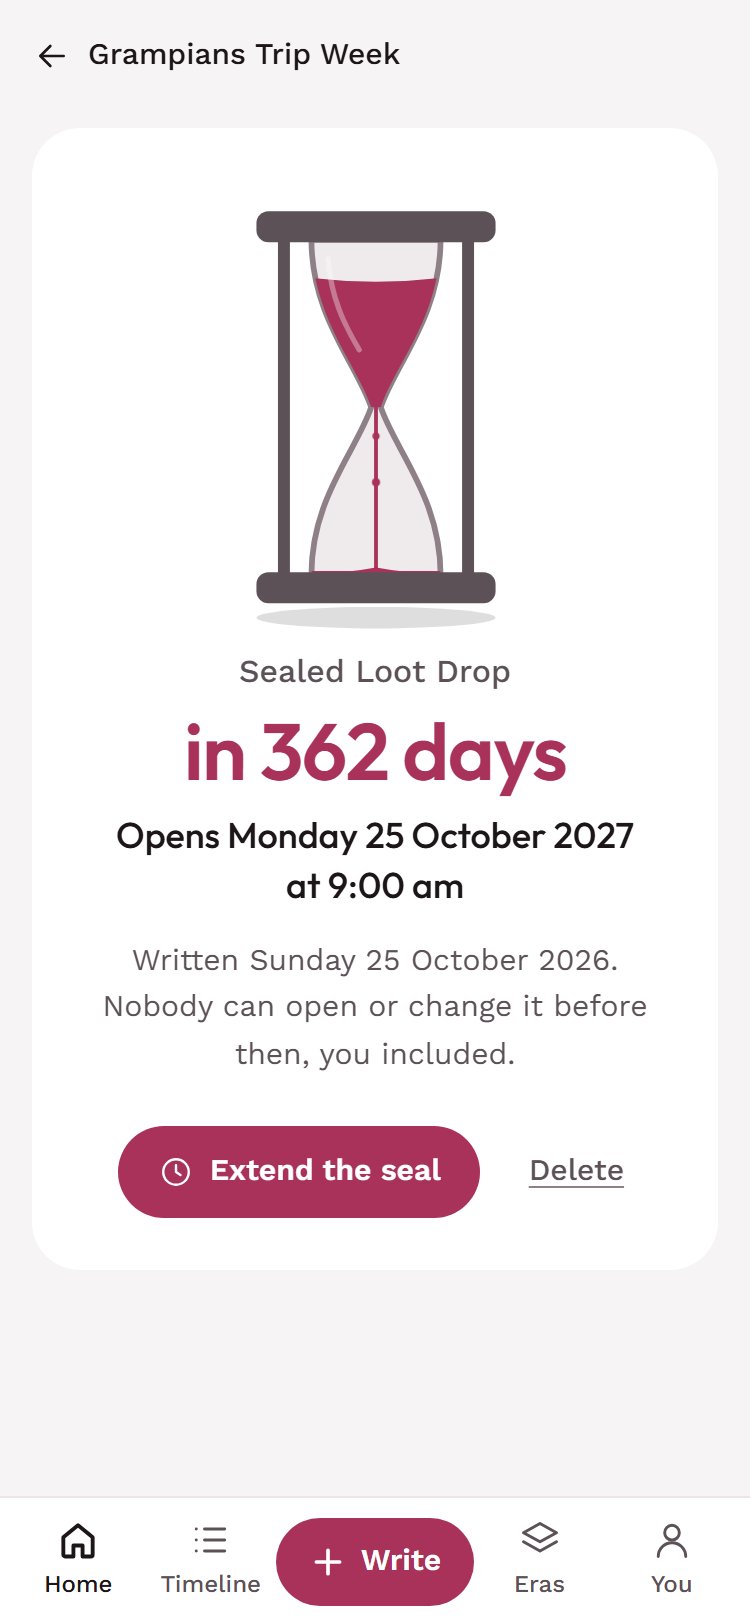 Grampians Trip Week
Sealed Loot Drop
in 362 days
Opens Monday 25 October 2027
at 9:00 am
Written Sunday 25 October 2026.
Nobody can open or change it before
then, you included.
Extend the seal
Delete
Home
Timeline
Write
Eras
You